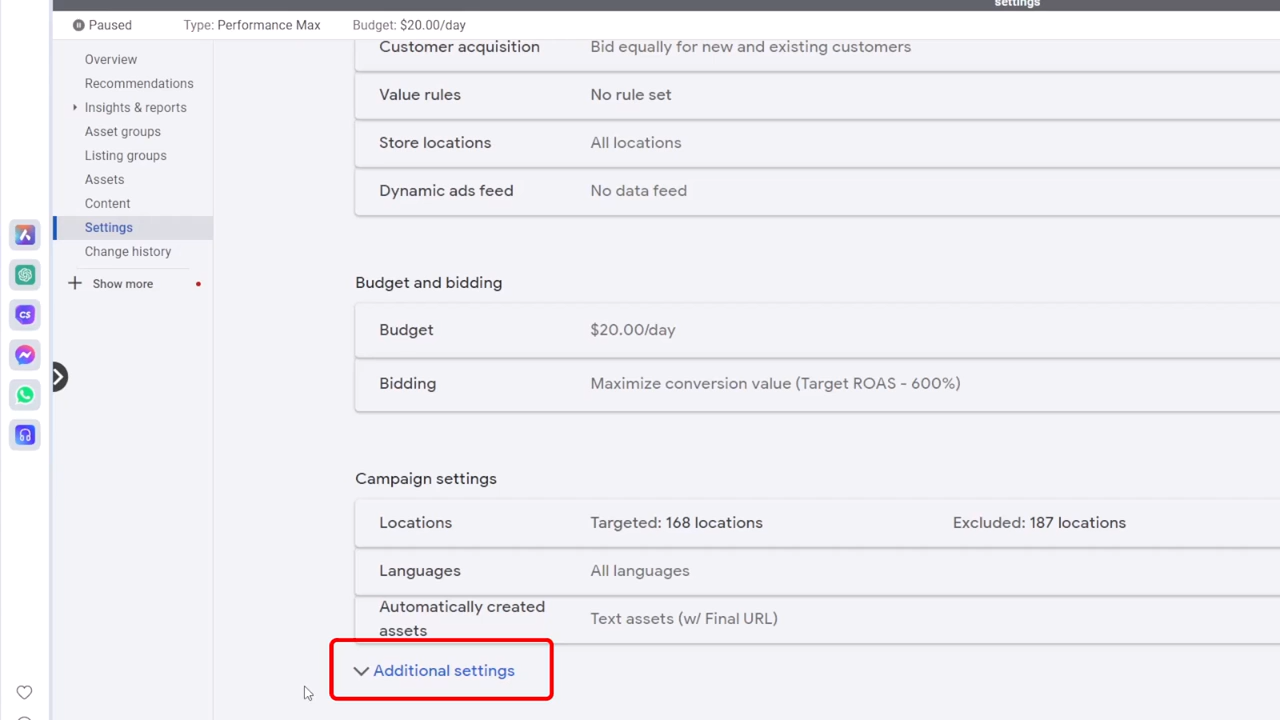 settings
Paused Type: Performance Max Budget: $20.00/day
Overview
Recommendations
Insights & reports
Asset groups
Listing groups
Assets
Content
Settings
Change history
Show more
CS
Customer acquisition Bid equally for new and existing customers
Value rules No rule set
Store locations All locations
Dynamic ads feed No data feed
Budget and bidding
Budget $20.00/day
Bidding Maximize conversion value (Target ROAS - 600%)
Campaign settings
Locations Targeted: 168 locations Excluded: 187 locations
Languages All languages
Automatically created
assets Text assets (w/ Final URL)
Additional settings